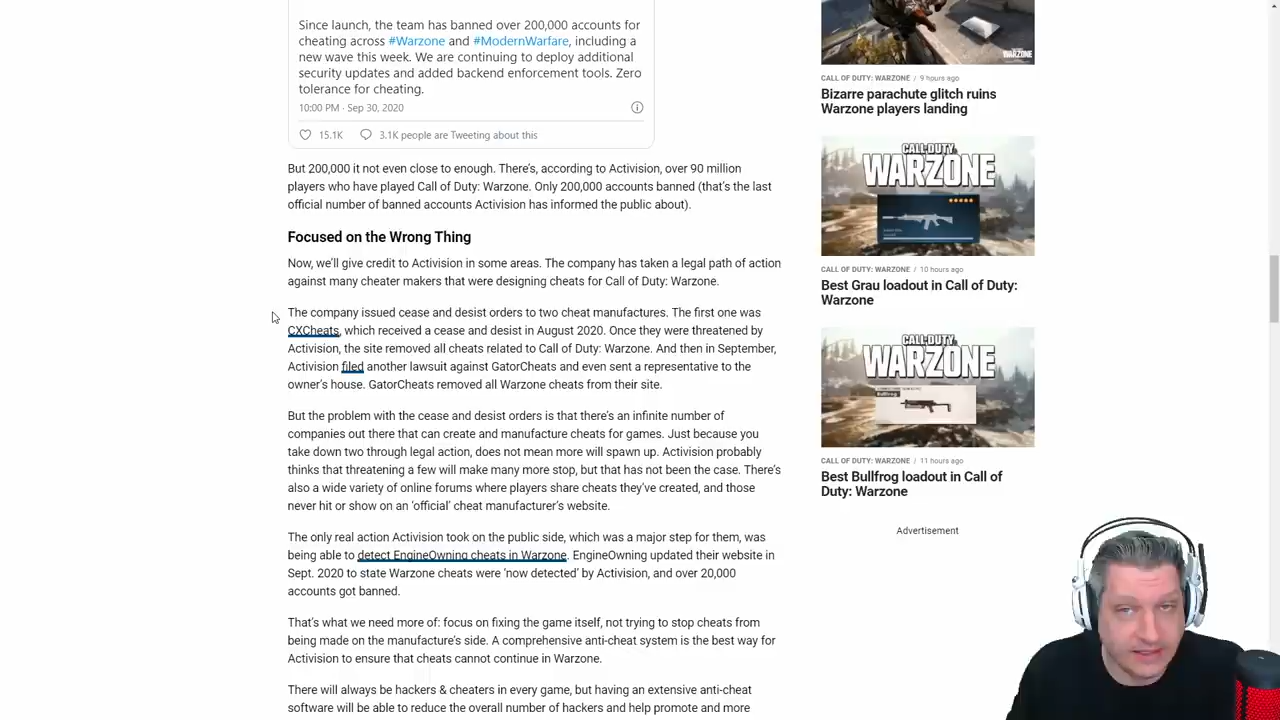 Since launch, the team has banned over 200,000 accounts for
cheating across #Warzone and #ModernWarfare, including a
new wave this week. We are continuing to deploy additional
security updates and added backend enforcement tools. Zero
tolerance for cheating.
10:00 PM · Sep 30, 2020
15.1K
3.1K people are Tweeting about this
But 200,000 it not even close to enough. There's, according to Activision, over 90 million
players who have played Call of Duty: Warzone. Only 200,000 accounts banned (that's the last
official number of banned accounts Activision has informed the public about).
Focused on the Wrong Thing
Now, we'll give credit to Activision in some areas. The company has taken a legal path of action
against many cheater makers that were designing cheats for Call of Duty: Warzone.
The company issued cease and desist orders to two cheat manufactures. The first one was
CXCheats, which received a cease and desist in August 2020. Once they were threatened by
Activision, the site removed all cheats related to Call of Duty: Warzone. And then in September,
Activision filed another lawsuit against GatorCheats and even sent a representative to the
owner's house. GatorCheats removed all Warzone cheats from their site.
But the problem with the cease and desist orders is that there's an infinite number of
companies out there that can create and manufacture cheats for games. Just because you
take down two through legal action, does not mean more will spawn up. Activision probably
thinks that threatening a few will make many more stop, but that has not been the case. There's
also a wide variety of online forums where players share cheats they've created, and those
never hit or show on an 'official' cheat manufacturer's website.
The only real action Activision took on the public side, which was a major step for them, was
being able to detect EngineOwning cheats in Warzone. EngineOwning updated their website in
Sept. 2020 to state Warzone cheats were 'now detected' by Activision, and over 20,000
accounts got banned.
That's what we need more of: focus on fixing the game itself, not trying to stop cheats from
being made on the manufacture's side. A comprehensive anti-cheat system is the best way for
Activision to ensure that cheats cannot continue in Warzone.
There will always be hackers & cheaters in every game, but having an extensive anti-cheat
software will be able to reduce the overall number of hackers and help promote and more
WARZONE
CALL OF DUTY: WARZONE / 9 hours ago
Bizarre parachute glitch ruins
Warzone players landing
CALL·DUTY
WARZONE
CALL OF DUTY: WARZONE / 10 hours ago
Best Grau loadout in Call of Duty:
Warzone
CALL·DUTY
WARZONE
Bullfrog
CALL OF DUTY: WARZONE / 11 hours ago
Best Bullfrog loadout in Call of
Duty: Warzone
Advertisement